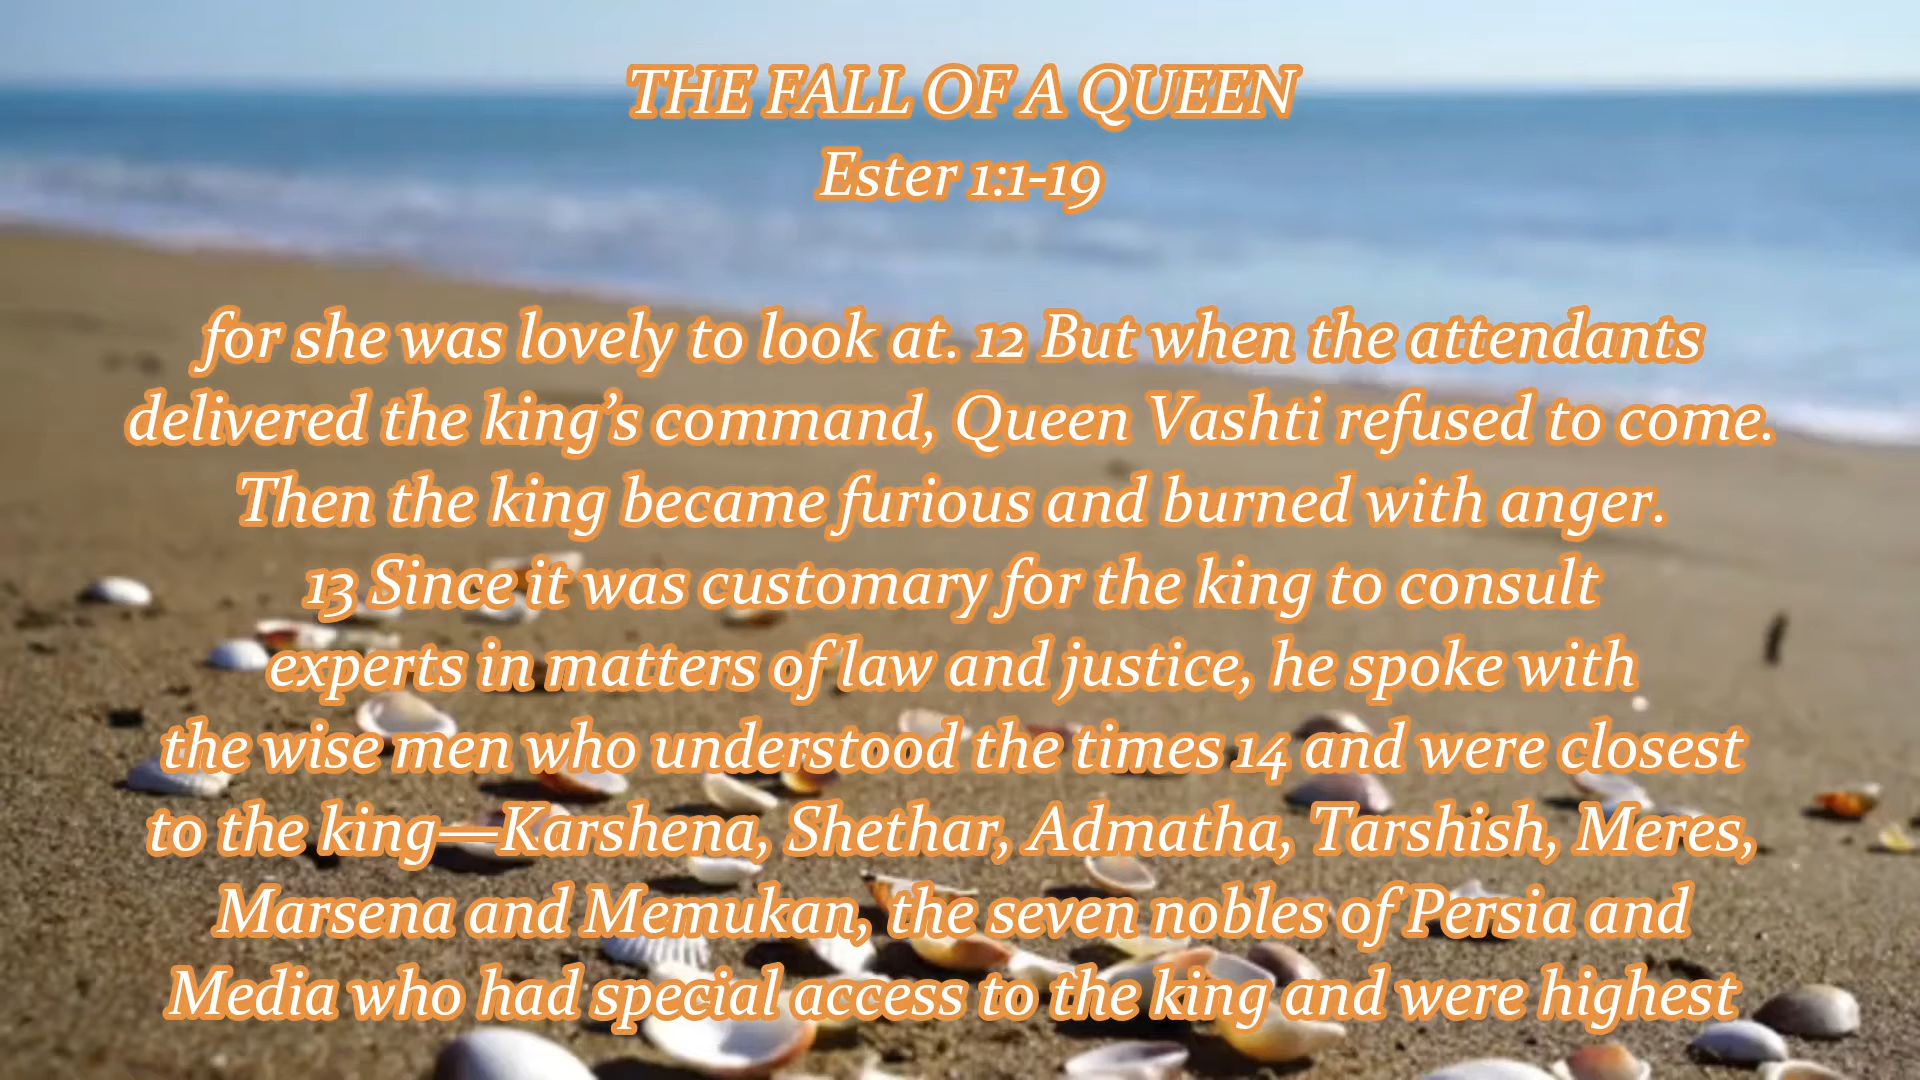 THE FALL OF A QUEEN
Ester 1:1-19
for she was lovely to look at. 12 But when the attendants
delivered the king’s command, Queen Vashti refused to come.
Then the king became furious and burned with anger.
13 Since it was customary for the king to consult
experts in matters of law and justice, he spoke with
the wise men who understood the times 14 and were closest
to the king—Karshena, Shethar, Admatha, Tarshish, Meres,
Marsena and Memukan, the seven nobles of Persia and
Media who had special access to the king and were highest